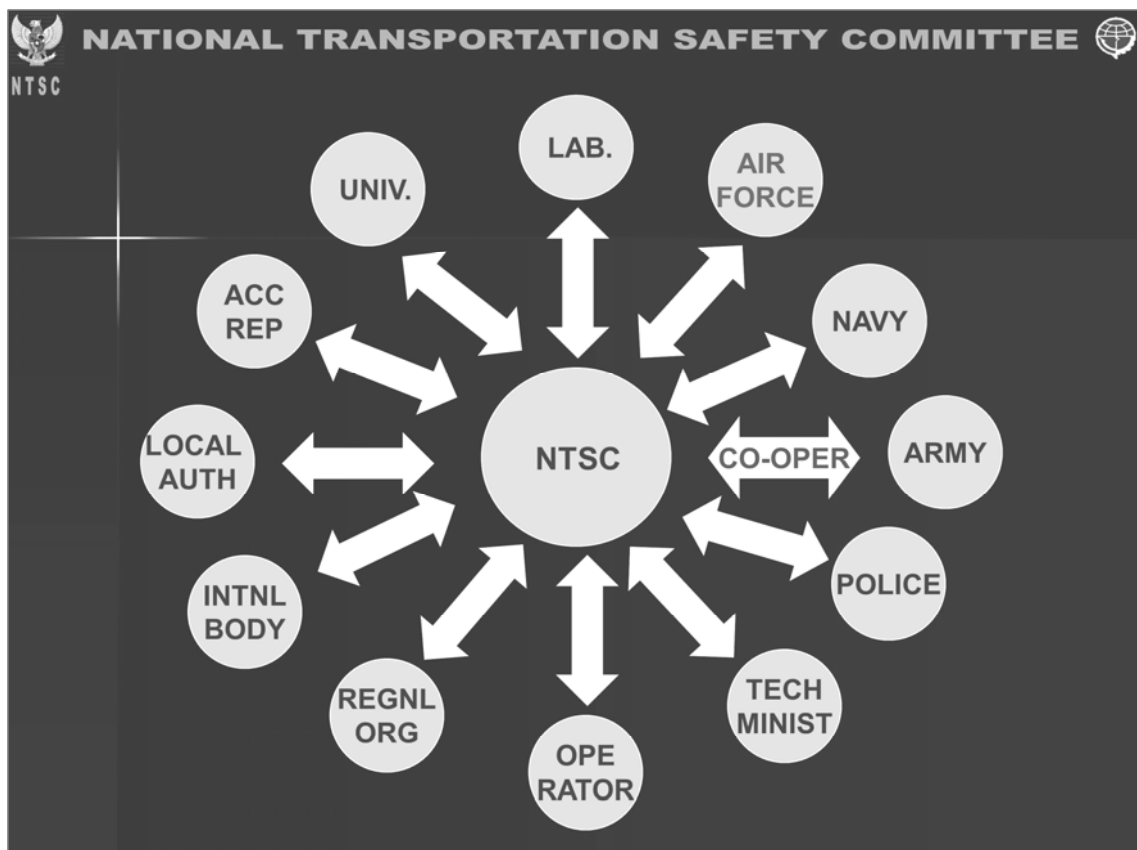 NATIONAL TRANSPORTATION SAFETY COMMITTEE
NTSC
LAB.
AIR
FORCE
UNIV.
NAVY
ACC
REP
ARMY
CO-OPER
NTSC
LOCAL
AUTH
POLICE
INTNL
BODY
TECH
MINIST
REGNL
ORG
OPE
RATOR